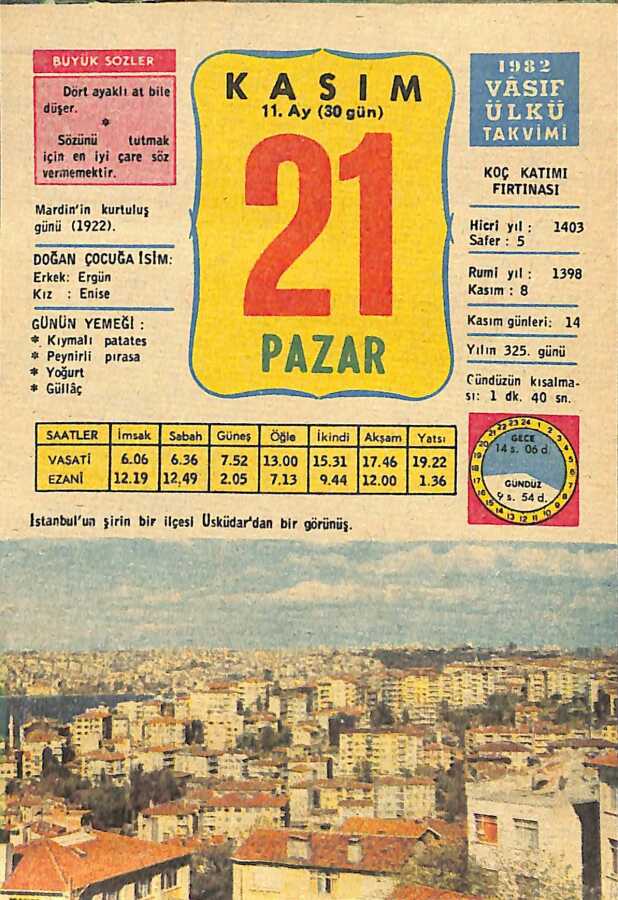 BÜYÜK SÖZLER
Dört ayaklı at bile
düşer.
*
Sözünü tutmak
için en iyi çare söz
vermemektir.
Mardin'in kurtuluş
günü (1922).
DOĞAN ÇOCUĞA İSİM:
Erkek: Ergün
Kız : Enise
GÜNÜN YEMEĞİ :
* Kıymalı patates
* Peynirli pırasa
* Yoğurt
* Güllâç
KASIM
11. Ay (30 gün)
21
PAZAR
1982
VÂSIF
ÜLKÜ
TAKVİMİ
KOÇ KATIMI
FIRTINASI
Hicri yıl : 1403
Safer : 5
Rumi yıl : 1398
Kasım : 8
Kasım günleri: 14
Yılın 325. günü
Gündüzün kısalma-
sı: 1 dk. 40 sn.
SAATLER İmsak Sabah Güneş Öğle İkindi Akşam Yatsı
VASATİ 6.06 6.36 7.52 13.00 15.31 17.46 19.22
EZANİ 12.19 12,49 2.05 7.13 9.44 12.00 1.36
GECE
14 s. 06 d.
GÜNDÜZ
9 s. 54 d.
İstanbul'un şirin bir ilçesi Üsküdar'dan bir görünüş.